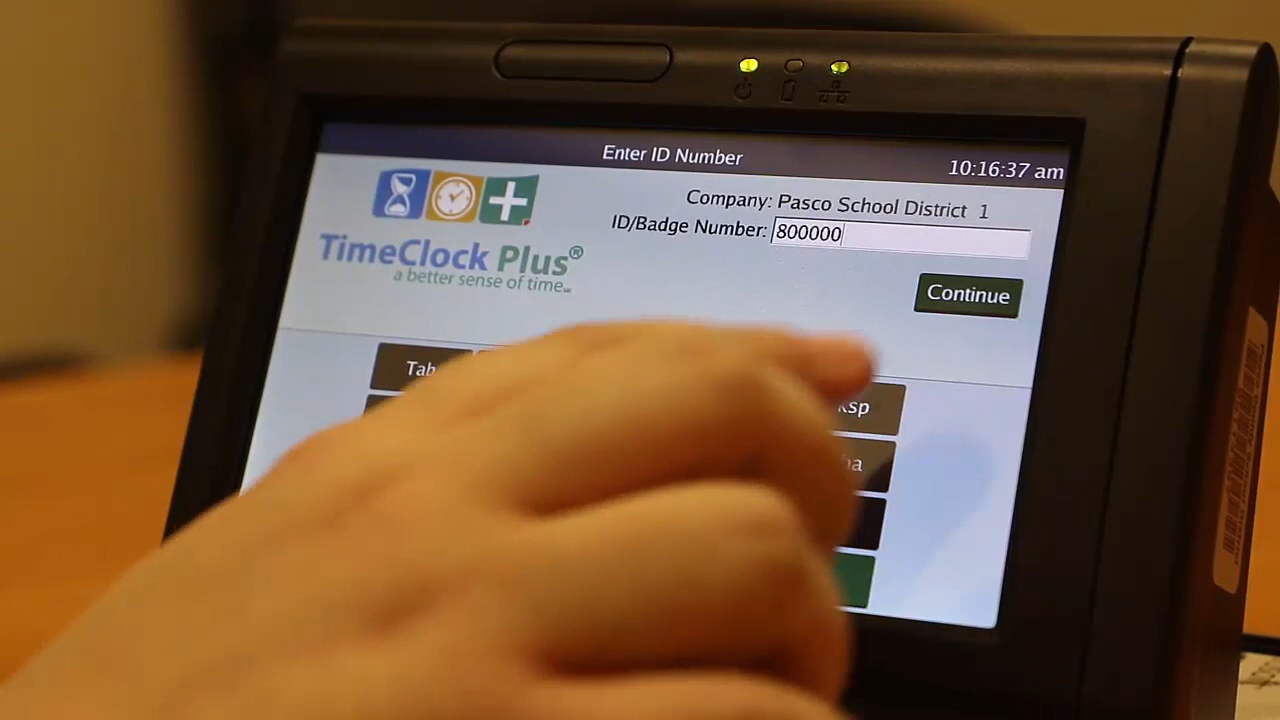 Enter ID Number
10:16:37 am
Company: Pasco School District 1
ID/Badge Number: 800000
TimeClock Plus®
a better sense of time
Continue
Tab